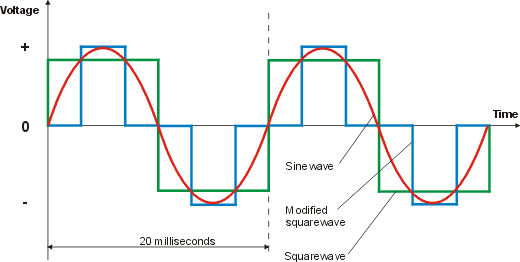 Voltage
+
0
Time
Sinewave
-
Modified
squarewave
20 milliseconds
Squarewave